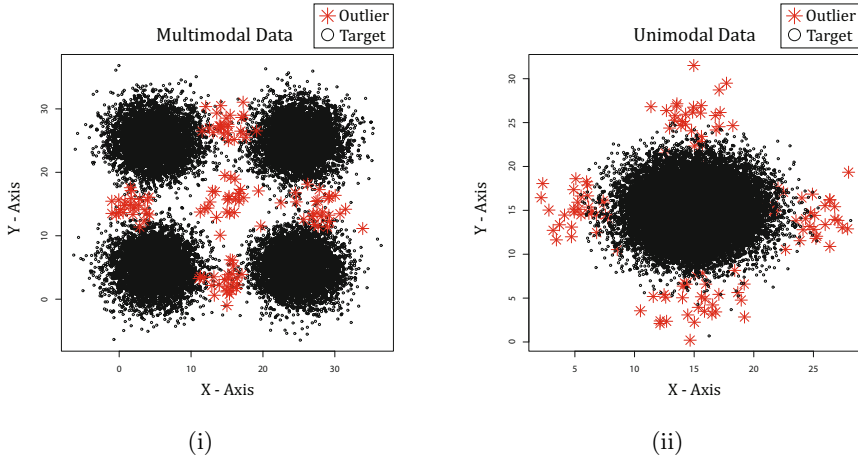 Multimodal Data
Outlier
Target
Y - Axis
30
20
10
0
0
10
20
30
X - Axis
(i)
Unimodal Data
Outlier
Target
Y - Axis
30
25
20
15
10
5
0
5
10
15
20
25
X - Axis
(ii)